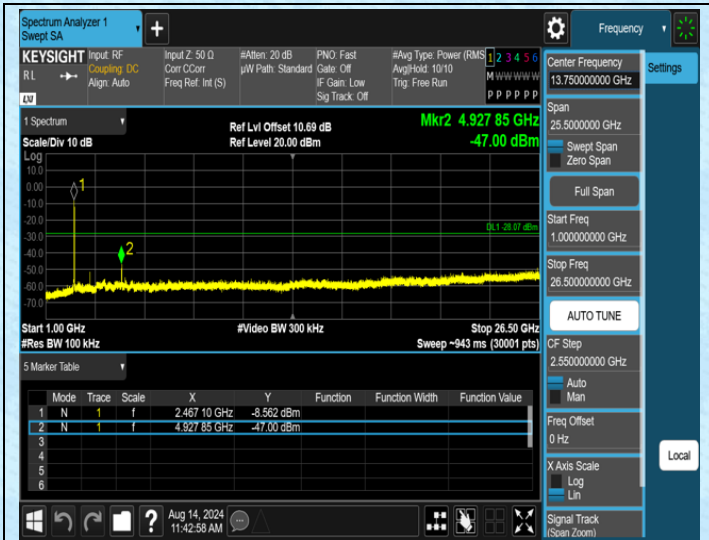 Spectrum Analyzer 1
Swept SA
+
Frequency
KEYSIGHT
RL
LXI
Input: RF
Coupling: DC
Align: Auto
Input Z: 50 Ω
Corr CCorr
Freq Ref: Int (S)
#Atten: 20 dB
µW Path: Standard
PNO: Fast
Gate: Off
IF Gain: Low
Sig Track: Off
#Avg Type: Power (RMS
Avg|Hold: 10/10
Trig: Free Run
1 2 3 4 5 6
M W W W W W
P P P P P P
1 Spectrum
Scale/Div 10 dB
Ref Lvl Offset 10.69 dB
Ref Level 20.00 dBm
Mkr2 4.927 85 GHz
-47.00 dBm
Log
10.0
0.00
-10.0
-20.0
-30.0
-40.0
-50.0
-60.0
-70.0
1
2
DL1 -28.07 dBm
Start 1.00 GHz
#Video BW 300 kHz
Stop 26.50 GHz
#Res BW 100 kHz
Sweep ~943 ms (30001 pts)
5 Marker Table
Mode Trace Scale X Y Function Function Width Function Value
1 N 1 f 2.467 10 GHz -8.562 dBm
2 N 1 f 4.927 85 GHz -47.00 dBm
3
4
5
6
Aug 14, 2024
11:42:58 AM
?
Center Frequency
13.750000000 GHz
Settings
Span
25.5000000 GHz
Swept Span
Zero Span
Full Span
Start Freq
1.000000000 GHz
Stop Freq
26.500000000 GHz
AUTO TUNE
CF Step
2.550000000 GHz
Auto
Man
Freq Offset
0 Hz
Local
X Axis Scale
Log
Lin
Signal Track
(Span Zoom)